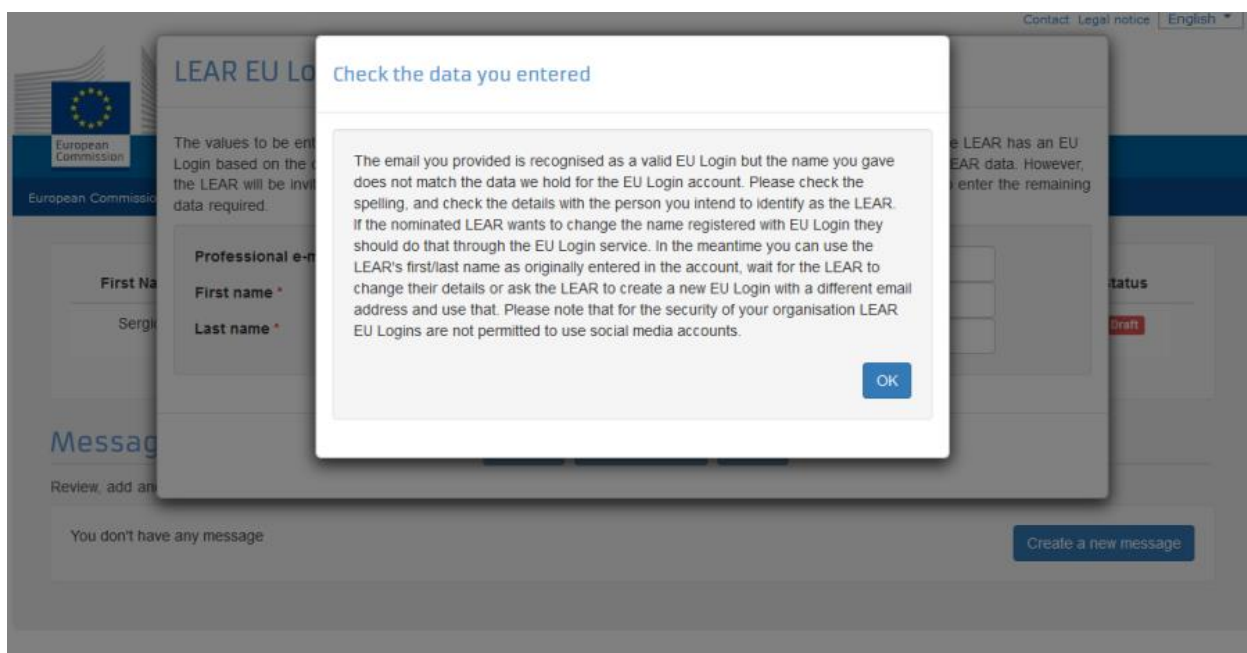 Contact Legal notice English
LEAR EU Lo
Check the data you entered
European
Commission
The values to be ent
e LEAR has an EU
Login based on the
EAR data. However,
the LEAR will be invit
enter the remaining
data required.
European Commissio
The email you provided is recognised as a valid EU Login but the name you gave
does not match the data we hold for the EU Login account. Please check the
spelling, and check the details with the person you intend to identify as the LEAR.
If the nominated LEAR wants to change the name registered with EU Login they
should do that through the EU Login service. In the meantime you can use the
LEAR's first/last name as originally entered in the account, wait for the LEAR to
change their details or ask the LEAR to create a new EU Login with a different email
address and use that. Please note that for the security of your organisation LEAR
EU Logins are not permitted to use social media accounts.
OK
Professional e-m
First name *
Last name *
First Na
tatus
Sergi
Draft
Messag
Review, add an
You don't have any message
Create a new message